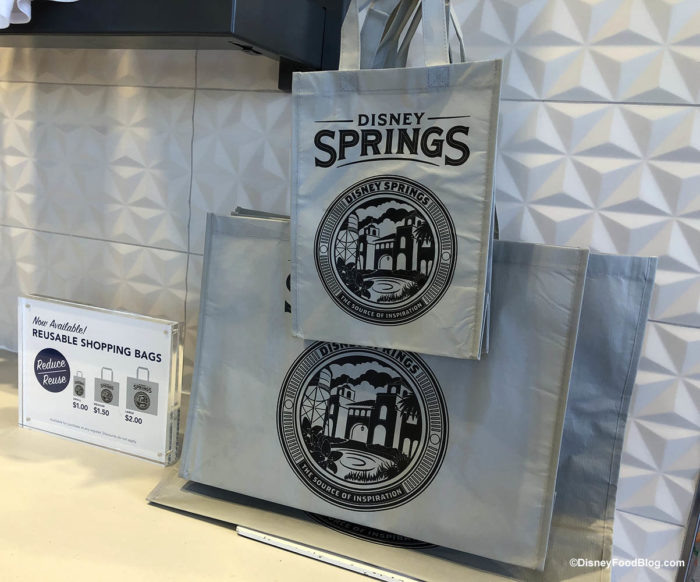 DISNEY
SPRINGS
DISNEY SPRINGS
THE SOURCE OF INSPIRATION
S
DISNEY SPRINGS
THE SOURCE OF INSPIRATION
Now Available!
REUSABLE SHOPPING BAGS
Reduce
Reuse
$1.00
$1.50
$2.00
©DisneyFoodBlog.com